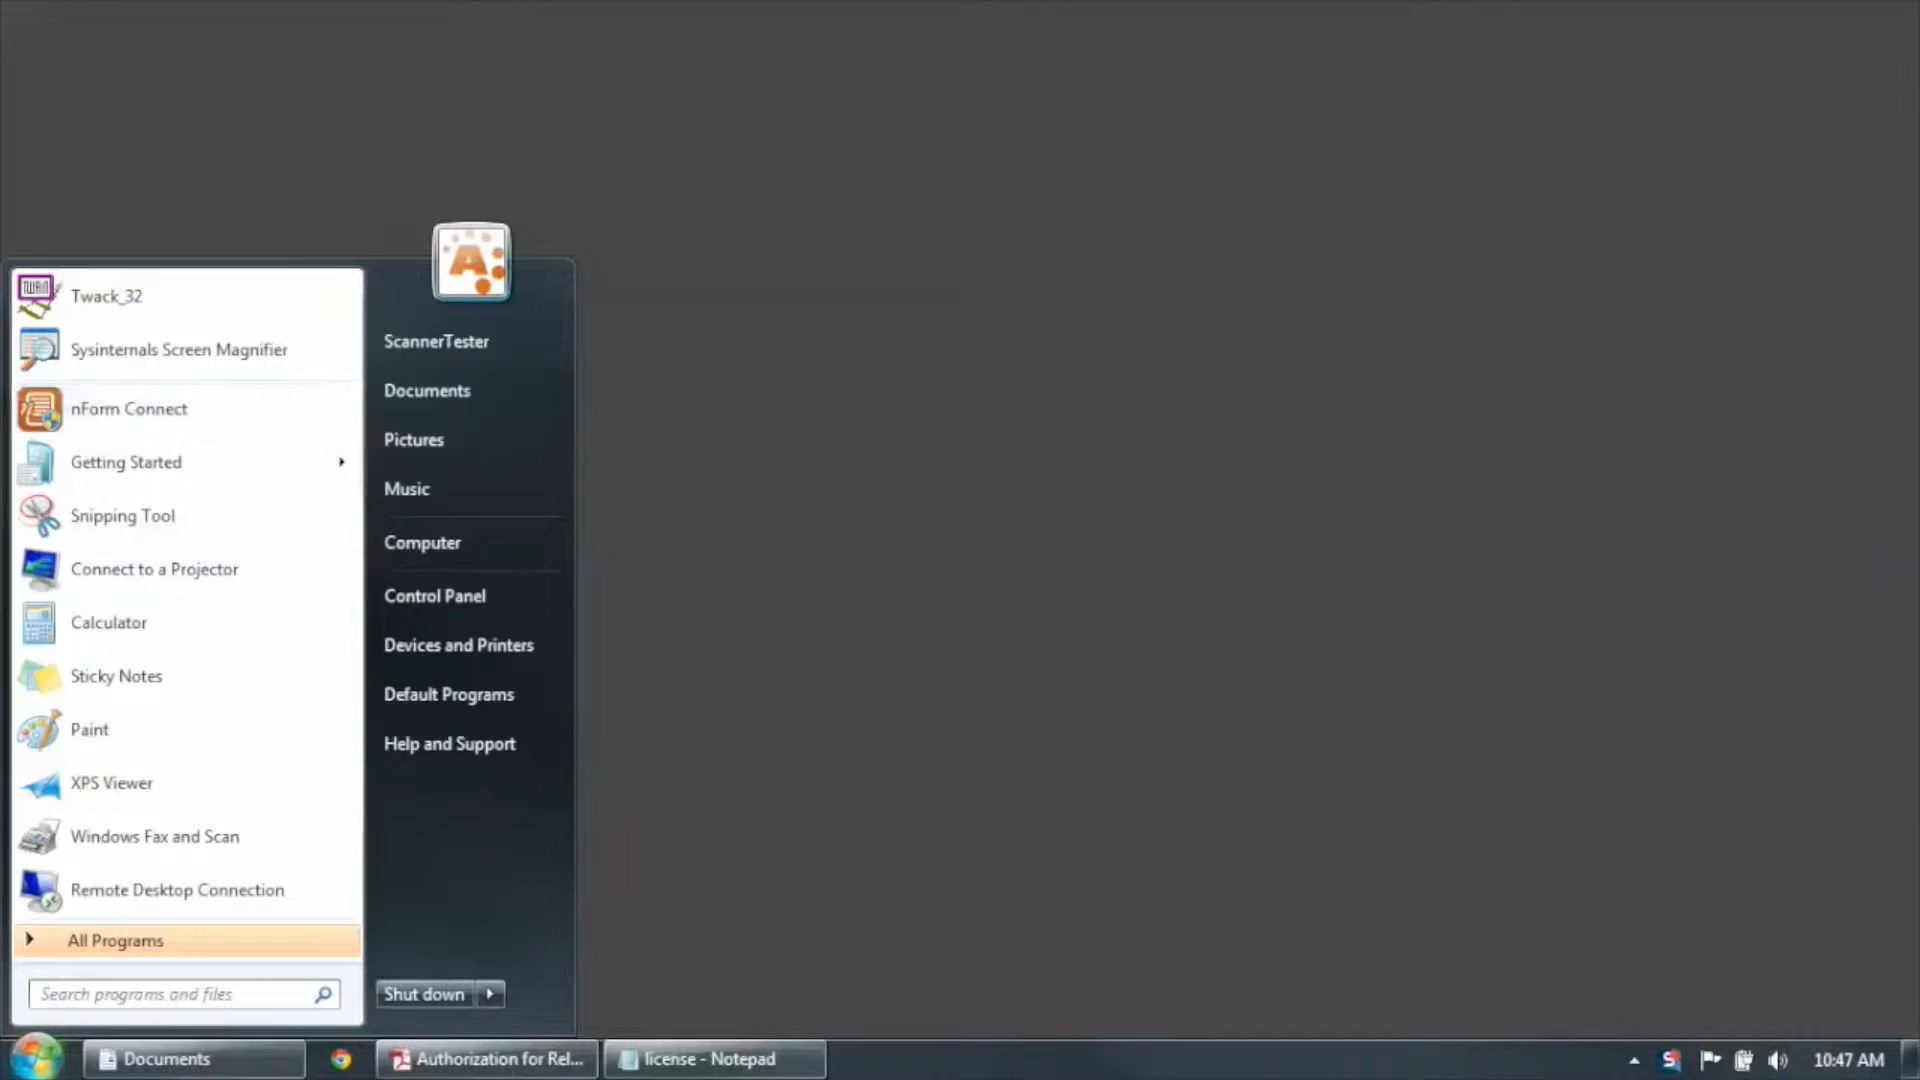 TWAIN
Twack_32
Sysinternals Screen Magnifier
nForm Connect
Getting Started
Snipping Tool
Connect to a Projector
Calculator
Sticky Notes
Paint
XPS Viewer
Windows Fax and Scan
Remote Desktop Connection
All Programs
Search programs and files
A
ScannerTester
Documents
Pictures
Music
Computer
Control Panel
Devices and Printers
Default Programs
Help and Support
Shut down
Documents
Authorization for Rel...
license - Notepad
S
10:47 AM